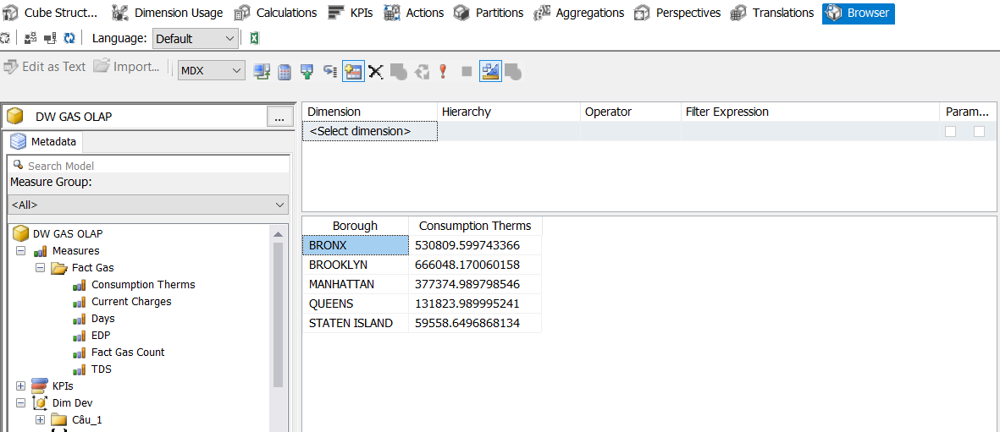 Cube Struct... Dimension Usage Calculations KPIs Actions Partitions Aggregations Perspectives Translations Browser
Language: Default
Edit as Text Import... MDX
DW GAS OLAP ...
Metadata
Search Model
Measure Group:
<All>
DW GAS OLAP
Measures
Fact Gas
Consumption Therms
Current Charges
Days
EDP
Fact Gas Count
TDS
KPIs
Dim Dev
Câu_1
Dimension Hierarchy Operator Filter Expression Param...
<Select dimension>
Borough Consumption Therms
BRONX 530809.599743366
BROOKLYN 666048.170060158
MANHATTAN 377374.989798546
QUEENS 131823.989995241
STATEN ISLAND 59558.6496868134